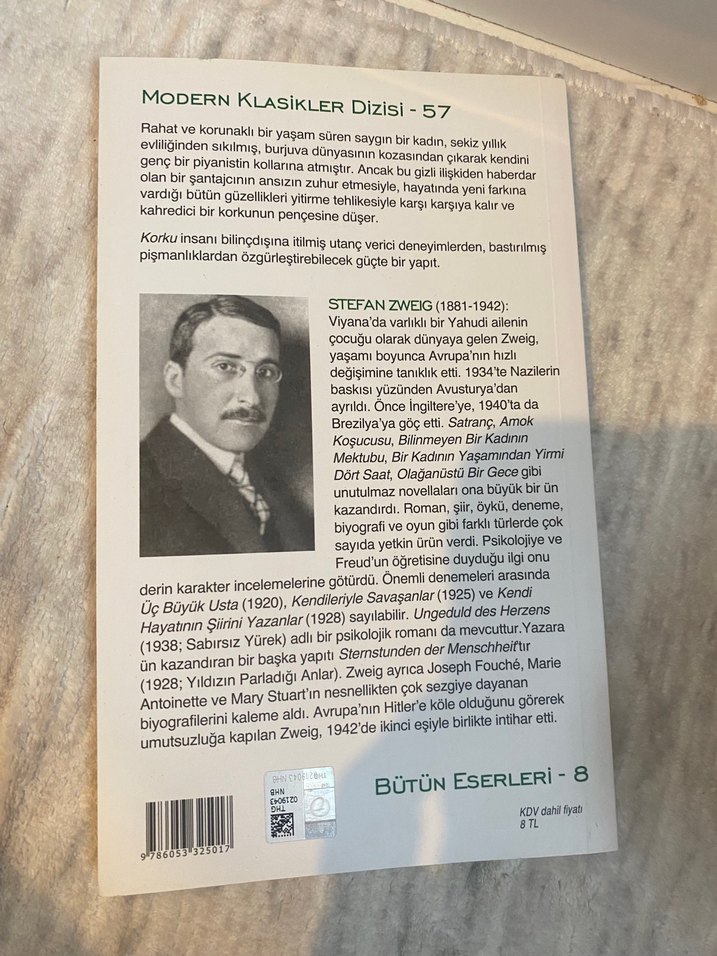 MODERN KLASİKLER DİZİSİ - 57
Rahat ve korunaklı bir yaşam süren saygın bir kadın, sekiz yıllık
evliliğinden sıkılmış, burjuva dünyasının kozasından çıkarak kendini
genç bir piyanistin kollarına atmıştır. Ancak bu gizli ilişkiden haberdar
olan bir şantajcının ansızın zuhur etmesiyle, hayatında yeni farkına
vardığı bütün güzellikleri yitirme tehlikesiyle karşı karşıya kalır ve
kahredici bir korkunun pençesine düşer.
Korku insanı bilinçdışına itilmiş utanç verici deneyimlerden, bastırılmış
pişmanlıklardan özgürleştirebilecek güçte bir yapıt.
STEFAN ZWEIG (1881-1942):
Viyana'da varlıklı bir Yahudi ailenin
çocuğu olarak dünyaya gelen Zweig,
yaşamı boyunca Avrupa'nın hızlı
değişimine tanıklık etti. 1934'te Nazilerin
baskısı yüzünden Avusturya'dan
ayrıldı. Önce İngiltere'ye, 1940'ta da
Brezilya'ya göç etti. Satranç, Amok
Koşucusu, Bilinmeyen Bir Kadının
Mektubu, Bir Kadının Yaşamından Yirmi
Dört Saat, Olağanüstü Bir Gece gibi
unutulmaz novellaları ona büyük bir ün
kazandırdı. Roman, şiir, öykü, deneme,
biyografi ve oyun gibi farklı türlerde çok
sayıda yetkin ürün verdi. Psikolojiye ve
Freud'un öğretisine duyduğu ilgi onu
derin karakter incelemelerine götürdü. Önemli denemeleri arasında
Üç Büyük Usta (1920), Kendileriyle Savaşanlar (1925) ve Kendi
Hayatının Şiirini Yazanlar (1928) sayılabilir. Ungeduld des Herzens
(1938; Sabırsız Yürek) adlı bir psikolojik romanı da mevcuttur.Yazara
ün kazandıran bir başka yapıtı Sternstunden der Menschheit'tır
(1928; Yıldızın Parladığı Anlar). Zweig ayrıca Joseph Fouché, Marie
Antoinette ve Mary Stuart'ın nesnellikten çok sezgiye dayanan
biyografilerini kaleme aldı. Avrupa'nın Hitler'e köle olduğunu görerek
umutsuzluğa kapılan Zweig, 1942'de ikinci eşiyle birlikte intihar etti.
BÜTÜN ESERLERİ - 8
KDV dahil fiyatı
8 TL
THG 0219043 NHB
NHB
0219043
THG
9 786053 325017